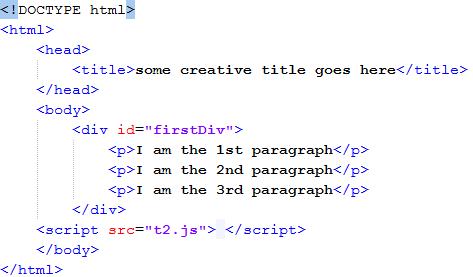 <!DOCTYPE html>
<html>
    <head>
        <title>some creative title goes here</title>
    </head>
    <body>
        <div id="firstDiv">
            <p>I am the 1st paragraph</p>
            <p>I am the 2nd paragraph</p>
            <p>I am the 3rd paragraph</p>
        </div>
    <script src="t2.js"> </script>
    </body>
</html>